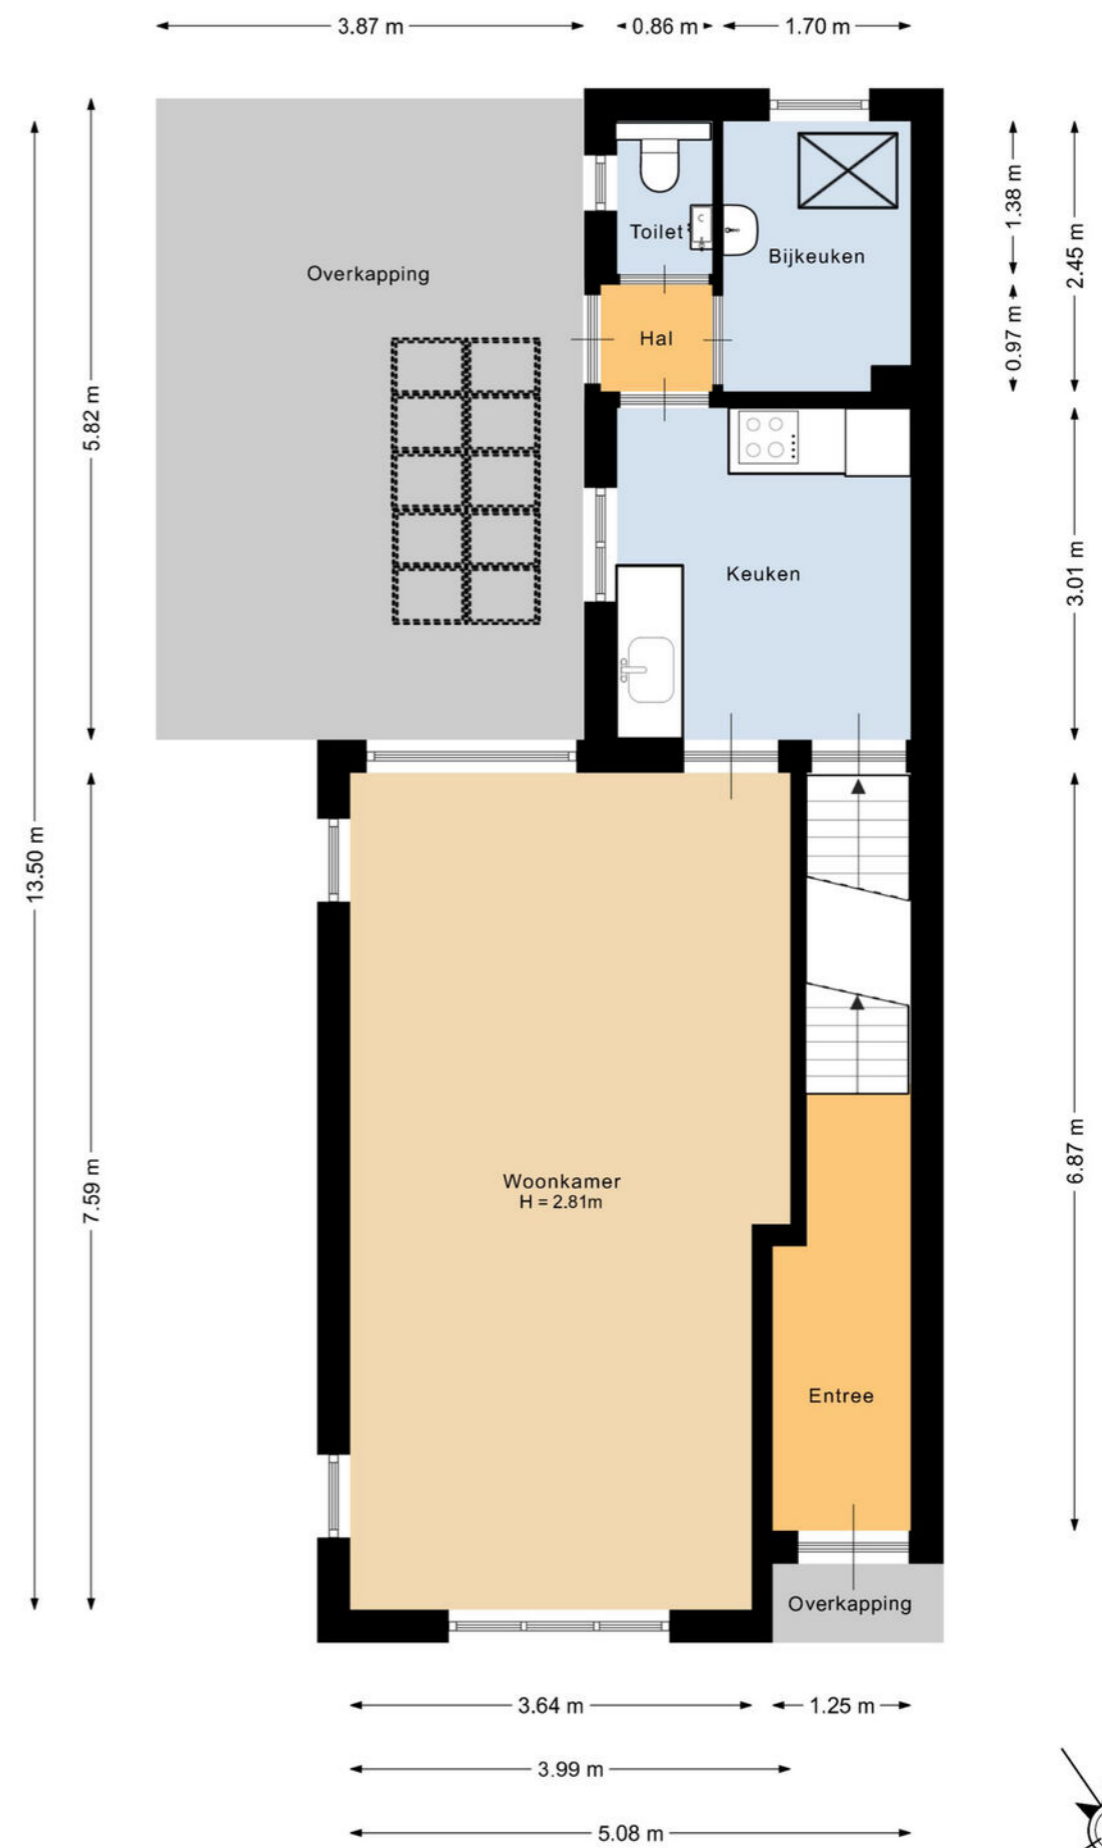 3.87 m
0.86 m
1.70 m
1.38 m
2.45 m
Toilet
Bijkeuken
Overkapping
0.97 m
Hal
5.82 m
3.01 m
Keuken
13.50 m
7.59 m
6.87 m
Woonkamer
H = 2.81m
Entree
Overkapping
3.64 m
1.25 m
3.99 m
5.08 m